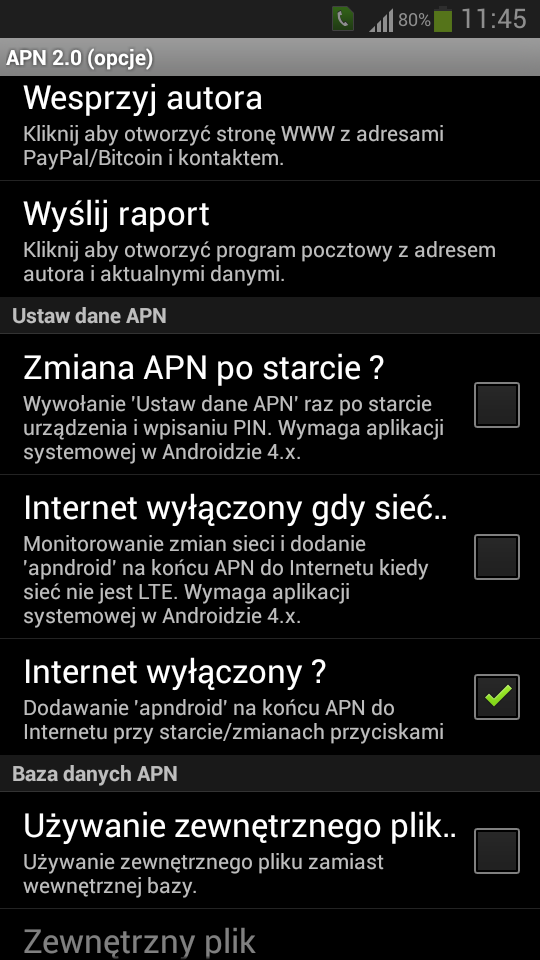 80%
11:45
APN 2.0 (opcje)
Wesprzyj autora
Kliknij aby otworzyć stronę WWW z adresami
PayPal/Bitcoin i kontaktem.
Wyślij raport
Kliknij aby otworzyć program pocztowy z adresem
autora i aktualnymi danymi.
Ustaw dane APN
Zmiana APN po starcie ?
Wywołanie 'Ustaw dane APN' raz po starcie
urządzenia i wpisaniu PIN. Wymaga aplikacji
systemowej w Androidzie 4.x.
Internet wyłączony gdy sieć..
Monitorowanie zmian sieci i dodanie
'apndroid' na końcu APN do Internetu kiedy
sieć nie jest LTE. Wymaga aplikacji
systemowej w Androidzie 4.x.
Internet wyłączony ?
Dodawanie 'apndroid' na końcu APN do
Internetu przy starcie/zmianach przyciskami
Baza danych APN
Używanie zewnętrznego plik..
Używanie zewnętrznego pliku zamiast
wewnętrznej bazy.
Zewnętrzny plik